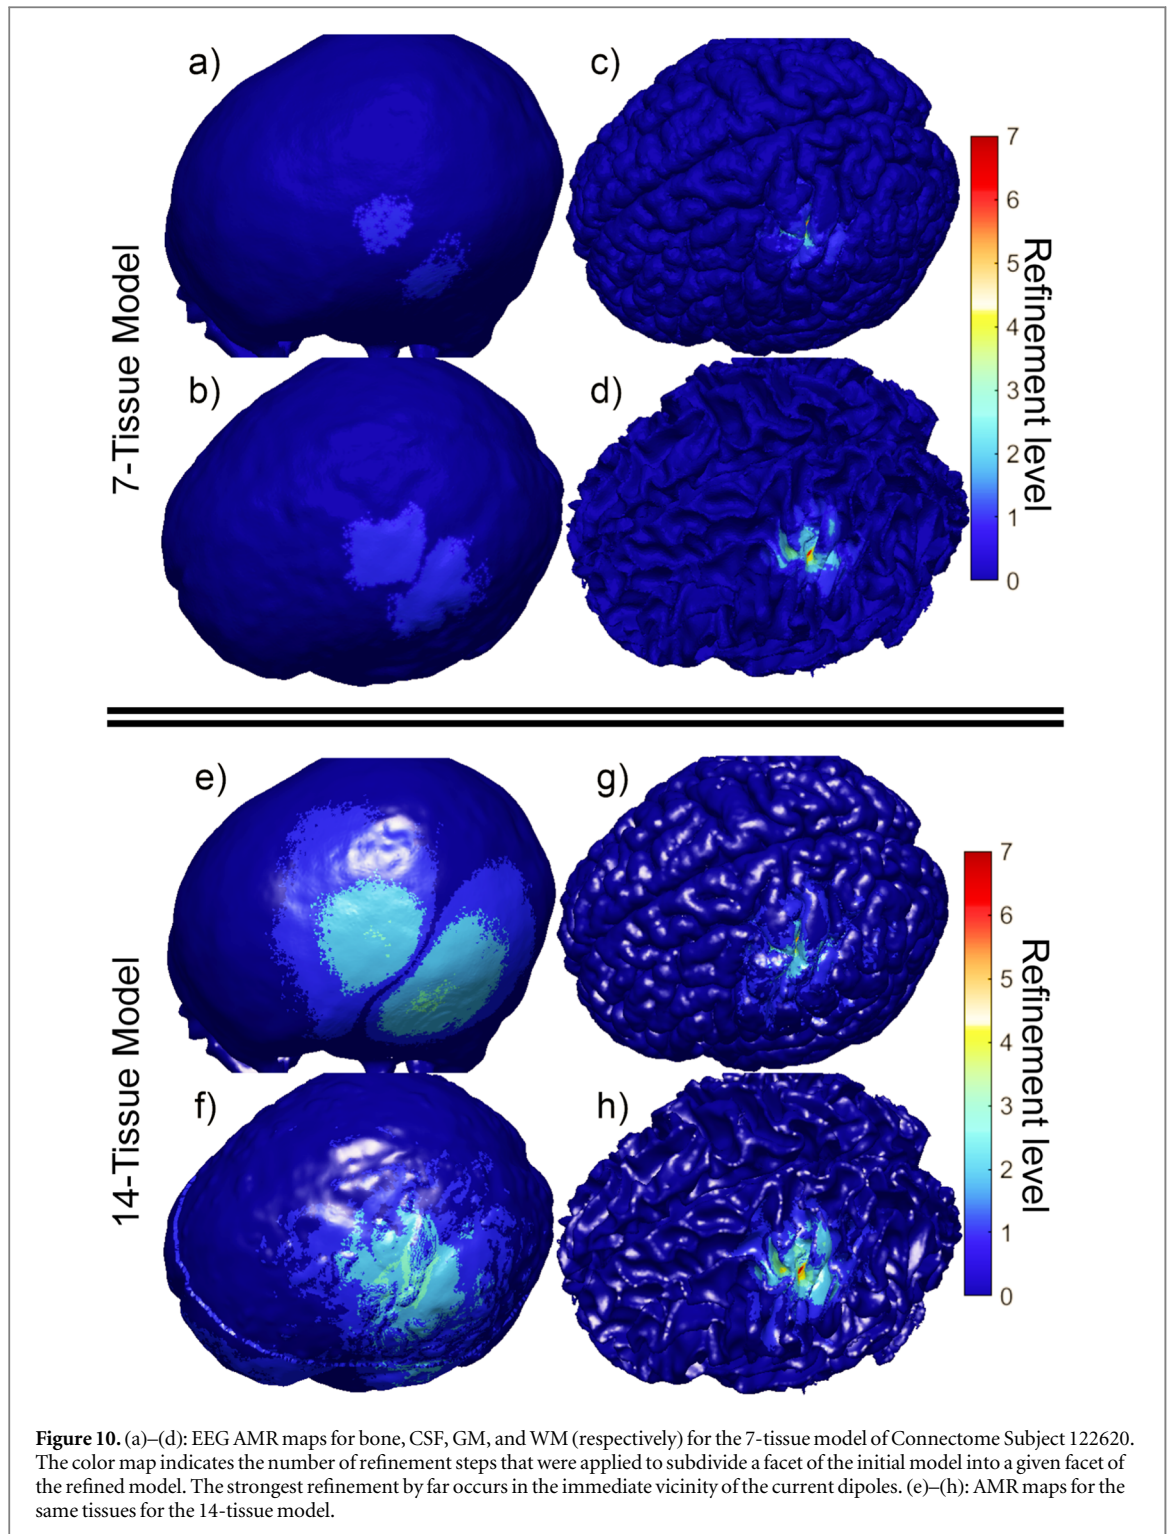 a)
c)
7
6
5
4
3
2
1
0
Refinement level
7-Tissue Model
b)
d)
e)
g)
7
6
5
4
3
2
1
0
Refinement level
14-Tissue Model
f)
h)
Figure 10. (a)–(d): EEG AMR maps for bone, CSF, GM, and WM (respectively) for the 7-tissue model of Connectome Subject 122620.
The color map indicates the number of refinement steps that were applied to subdivide a facet of the initial model into a given facet of
the refined model. The strongest refinement by far occurs in the immediate vicinity of the current dipoles. (e)–(h): AMR maps for the
same tissues for the 14-tissue model.